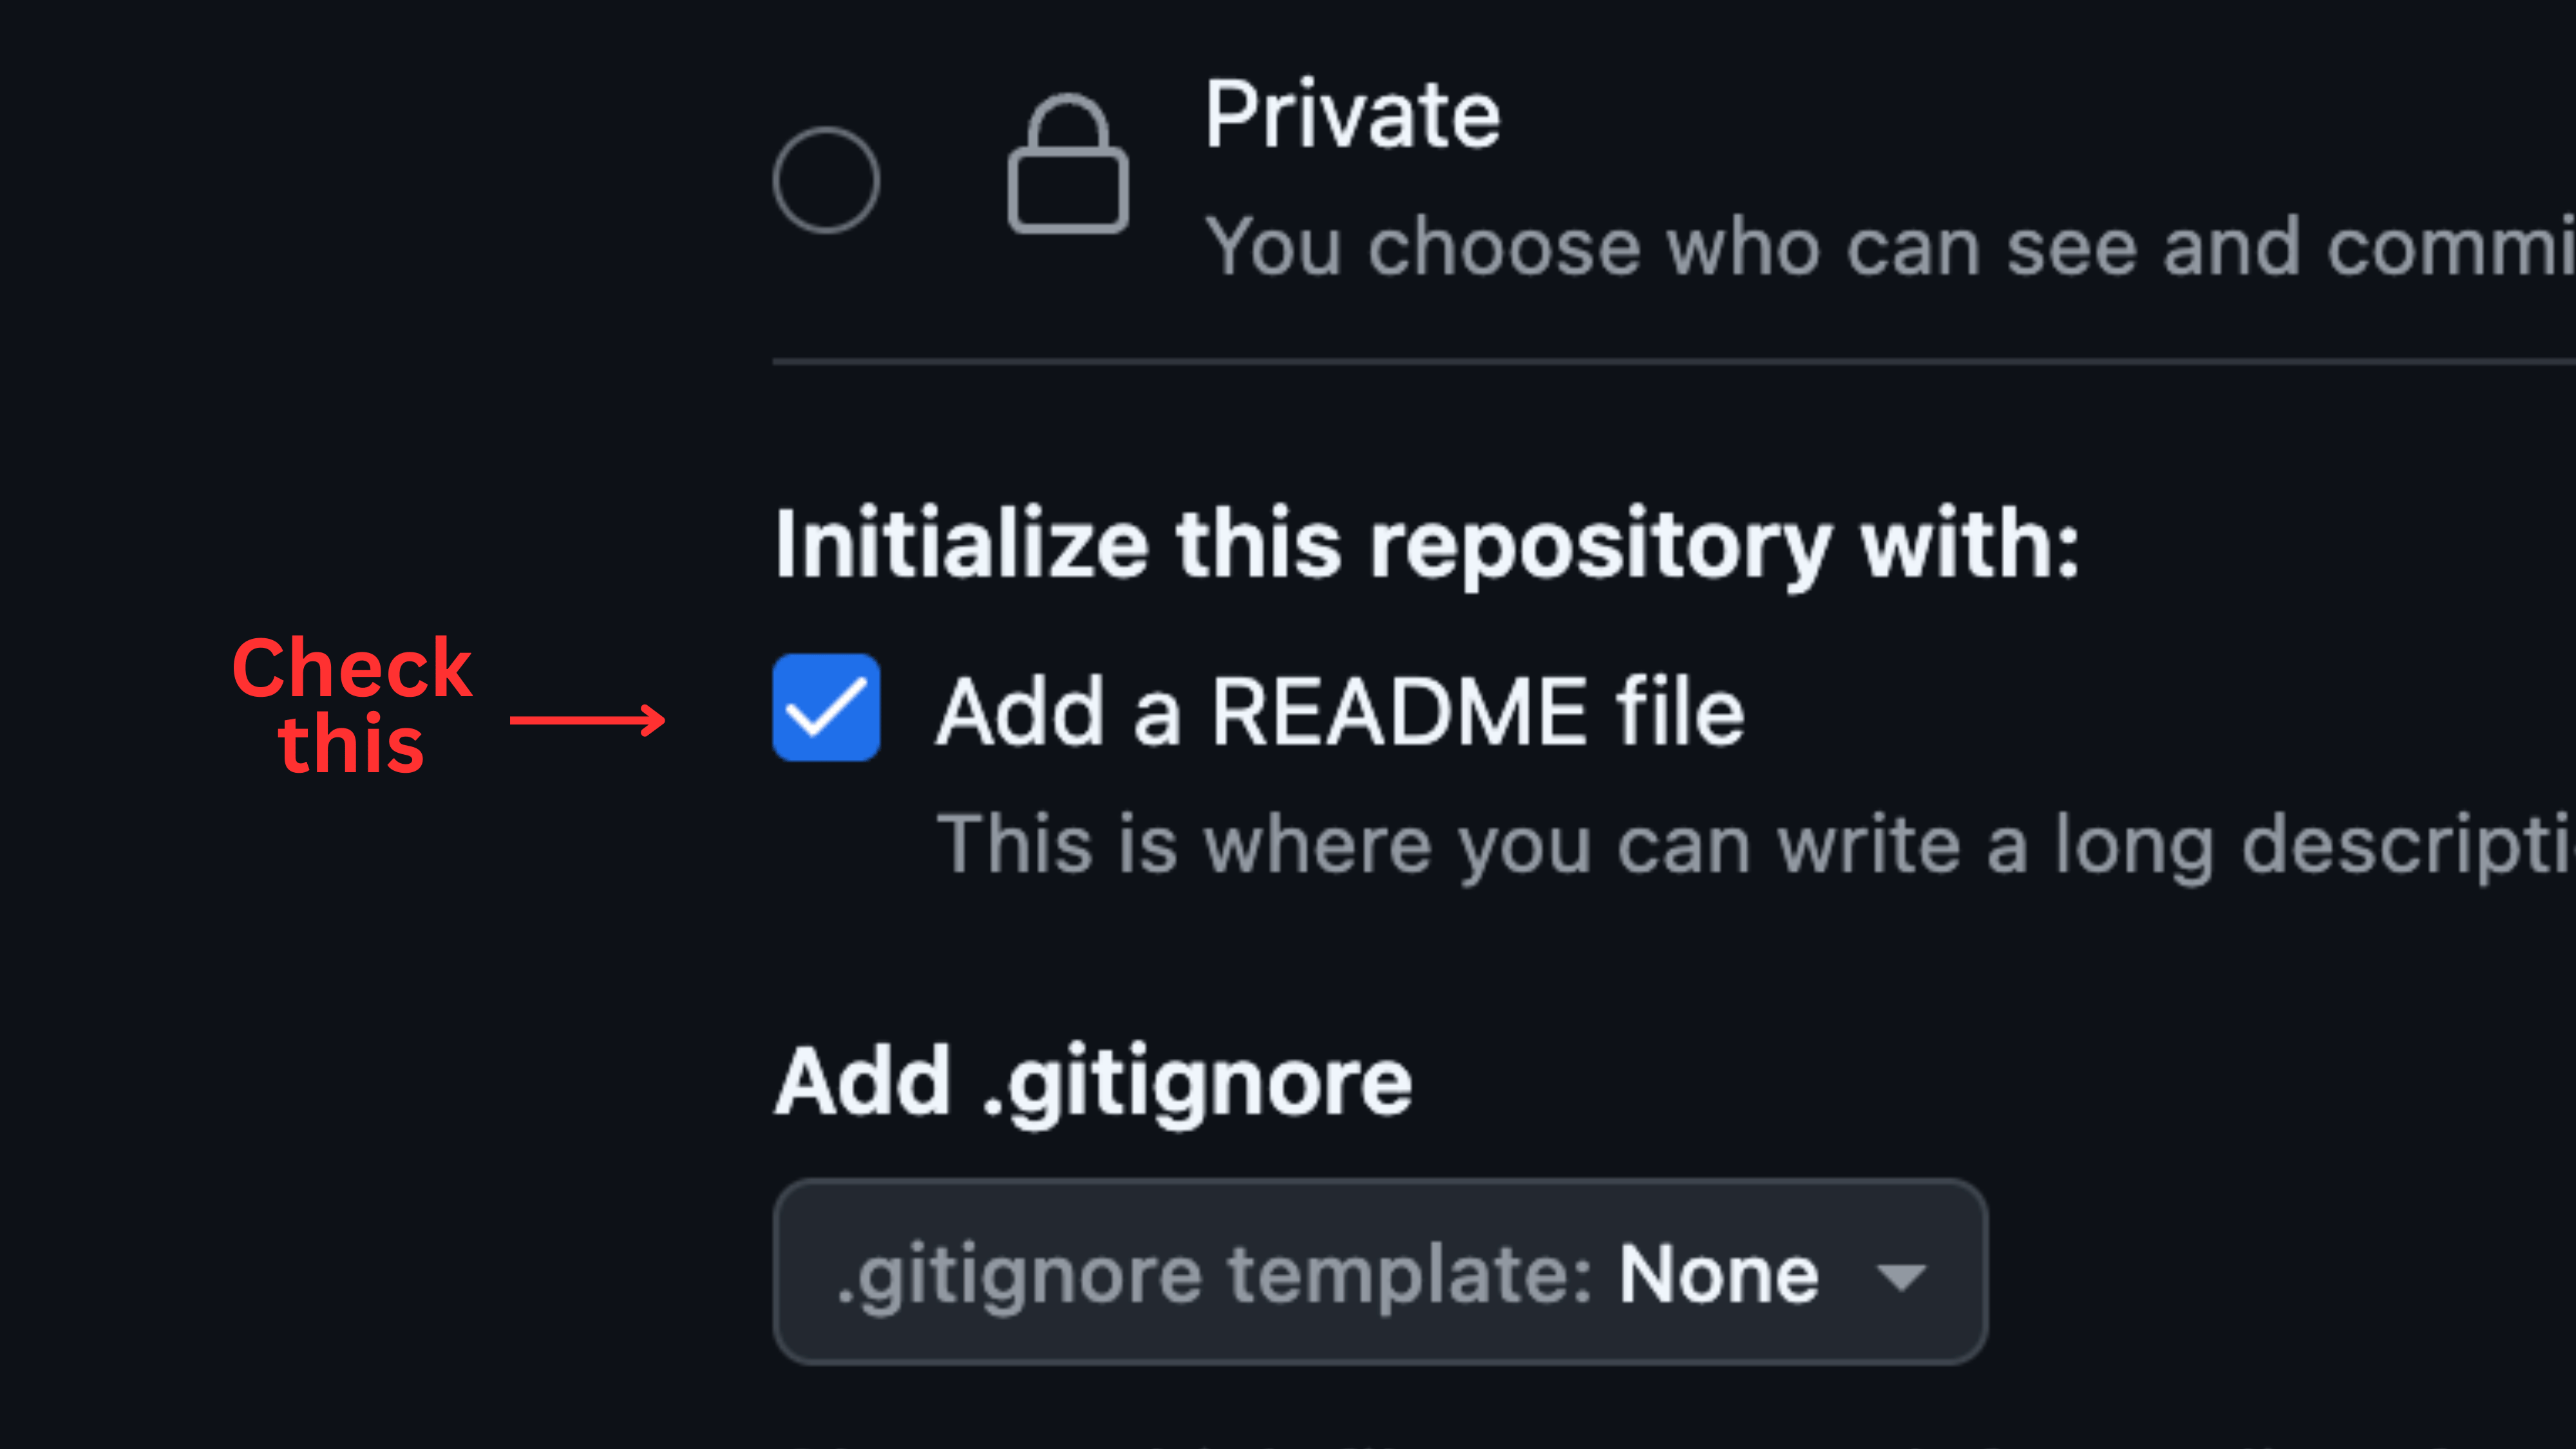 Private
You choose who can see and commi
Initialize this repository with:
Check
this
Add a README file
This is where you can write a long descripti
Add .gitignore
.gitignore template: None